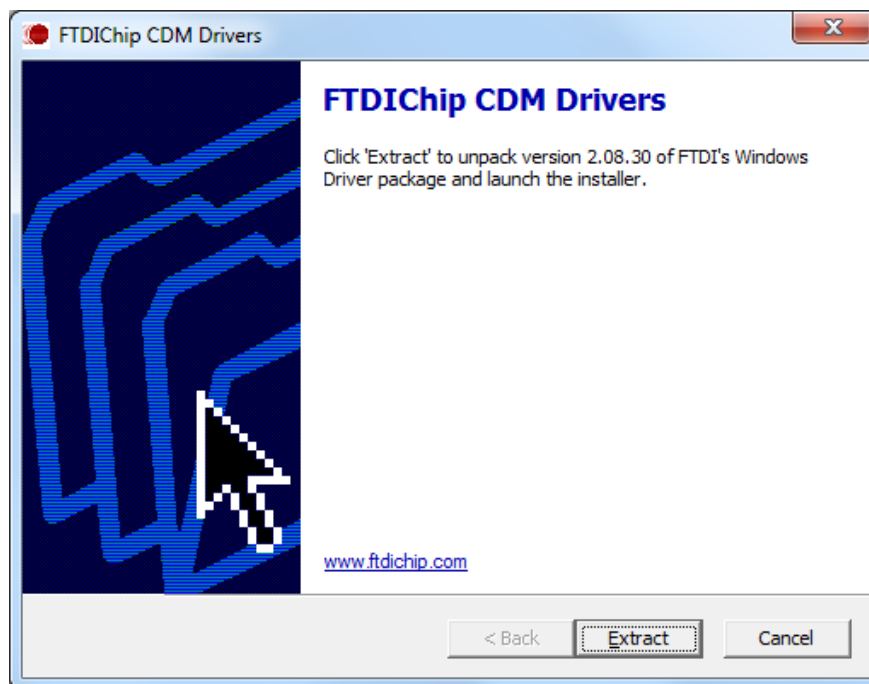 FTDIChip CDM Drivers
FTDIChip CDM Drivers
Click 'Extract' to unpack version 2.08.30 of FTDI's Windows
Driver package and launch the installer.
www.ftdichip.com
< Back
Extract
Cancel